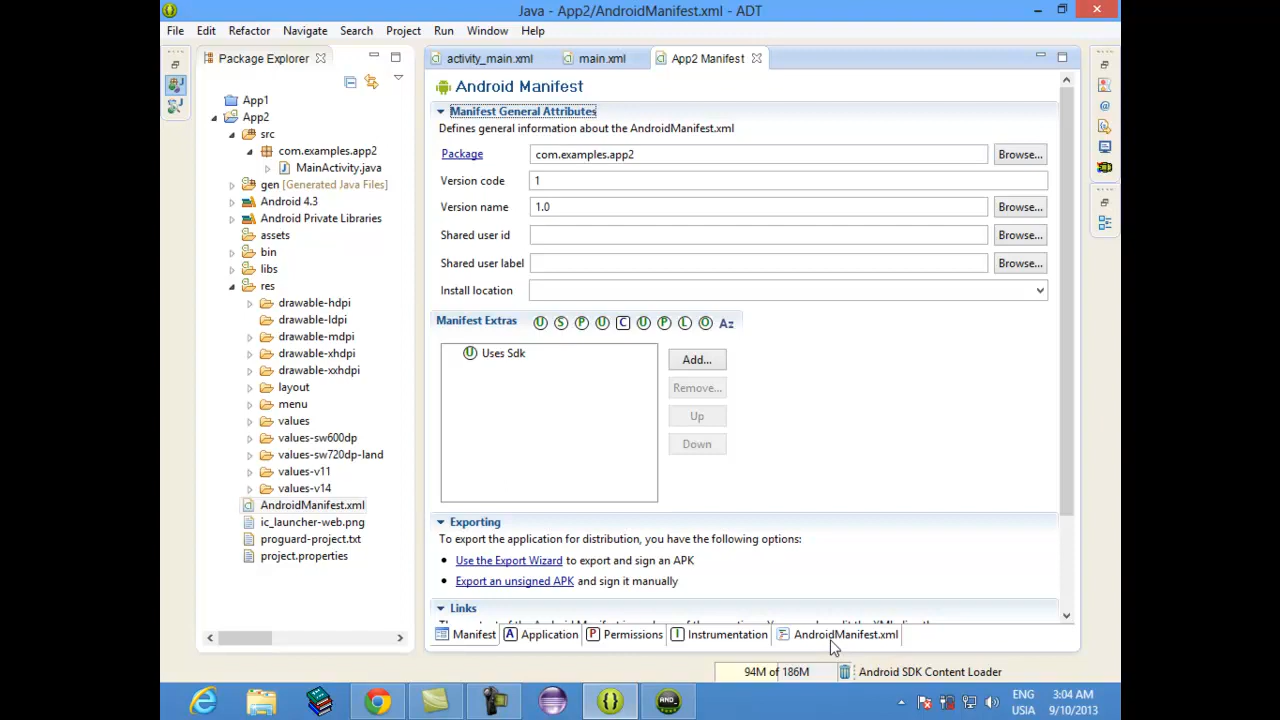 Java - App2/AndroidManifest.xml - ADT
File Edit Refactor Navigate Search Project Run Window Help
Package Explorer
activity_main.xml main.xml App2 Manifest
App1
App2
src
com.examples.app2
MainActivity.java
gen [Generated Java Files]
Android 4.3
Android Private Libraries
assets
bin
libs
res
drawable-hdpi
drawable-ldpi
drawable-mdpi
drawable-xhdpi
drawable-xxhdpi
layout
menu
values
values-sw600dp
values-sw720dp-land
values-v11
values-v14
AndroidManifest.xml
ic_launcher-web.png
proguard-project.txt
project.properties
Android Manifest
Manifest General Attributes
Defines general information about the AndroidManifest.xml
Package com.examples.app2 Browse...
Version code 1
Version name 1.0 Browse...
Shared user id Browse...
Shared user label Browse...
Install location
Manifest Extras U S P U C U P L O Az
U Uses Sdk
Add...
Remove...
Up
Down
Exporting
To export the application for distribution, you have the following options:
Use the Export Wizard to export and sign an APK
Export an unsigned APK and sign it manually
Links
Manifest A Application P Permissions I Instrumentation AndroidManifest.xml
94M of 186M Android SDK Content Loader
ENG 3:04 AM
USIA 9/10/2013